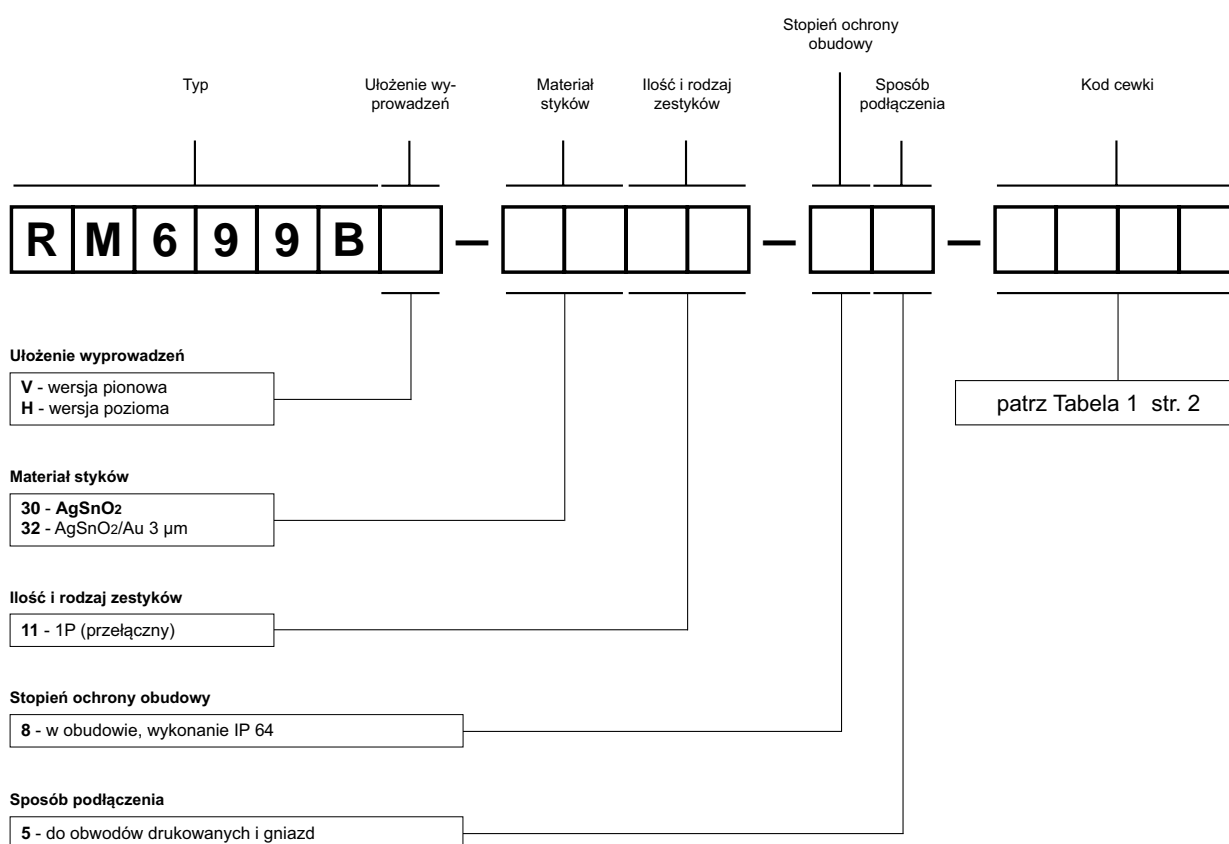 Stopień ochrony
obudowy
Typ
Ułożenie wy-
prowadzeń
Materiał
styków
Ilość i rodzaj
zestyków
Sposób
podłączenia
Kod cewki
R M 6 9 9 B – – –
Ułożenie wyprowadzeń
V - wersja pionowa
H - wersja pozioma
patrz Tabela 1 str. 2
Materiał styków
30 - AgSnO2
32 - AgSnO2/Au 3 µm
Ilość i rodzaj zestyków
11 - 1P (przełączny)
Stopień ochrony obudowy
8 - w obudowie, wykonanie IP 64
Sposób podłączenia
5 - do obwodów drukowanych i gniazd